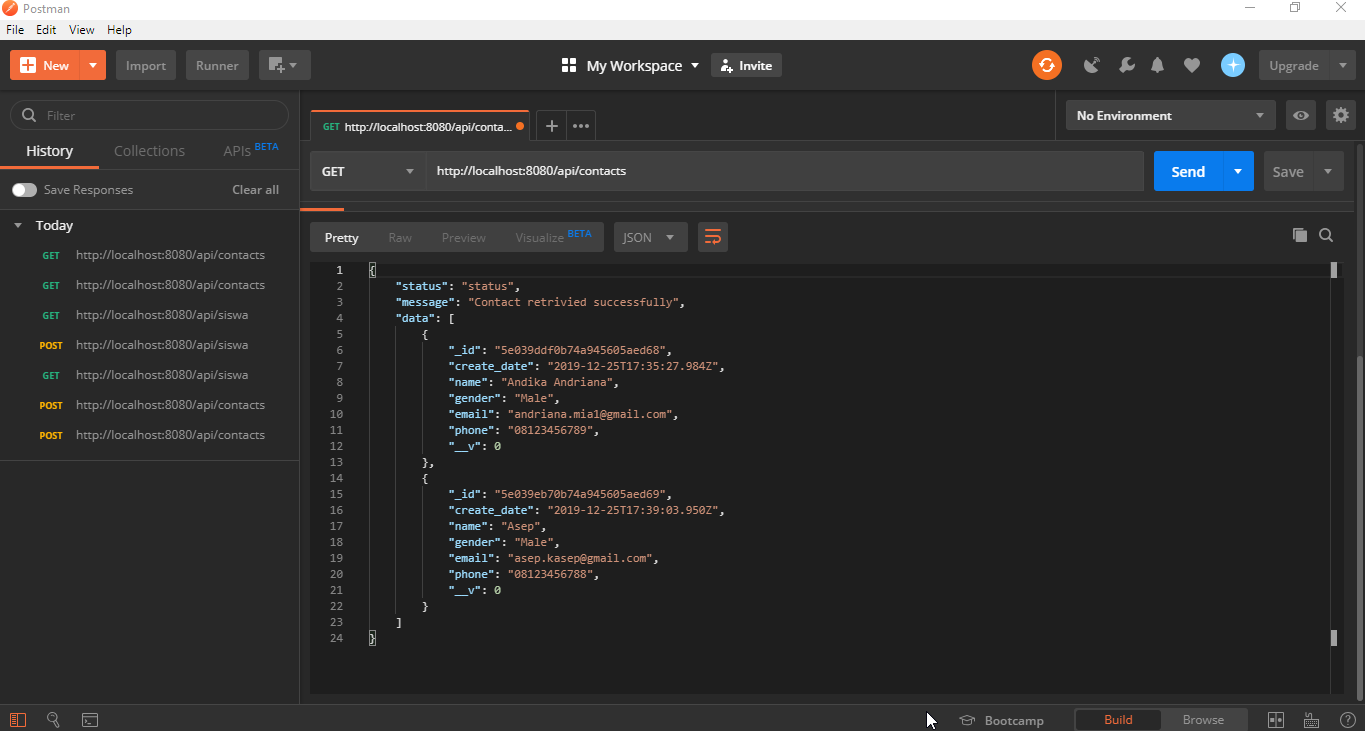 Postman
File Edit View Help
New Import Runner My Workspace Invite Upgrade
Filter
History Collections APIs BETA
Save Responses Clear all
Today
GET http://localhost:8080/api/contacts
GET http://localhost:8080/api/contacts
GET http://localhost:8080/api/siswa
POST http://localhost:8080/api/siswa
GET http://localhost:8080/api/siswa
POST http://localhost:8080/api/contacts
POST http://localhost:8080/api/contacts
GET http://localhost:8080/api/conta... No Environment
GET http://localhost:8080/api/contacts Send Save
Pretty Raw Preview Visualize BETA JSON
1 {
2 "status": "status",
3 "message": "Contact retrivied successfully",
4 "data": [
5 {
6 "_id": "5e039ddf0b74a945605aed68",
7 "create_date": "2019-12-25T17:35:27.984Z",
8 "name": "Andika Andriana",
9 "gender": "Male",
10 "email": "andriana.mia1@gmail.com",
11 "phone": "08123456789",
12 "__v": 0
13 },
14 {
15 "_id": "5e039eb70b74a945605aed69",
16 "create_date": "2019-12-25T17:39:03.950Z",
17 "name": "Asep",
18 "gender": "Male",
19 "email": "asep.kasep@gmail.com",
20 "phone": "08123456788",
21 "__v": 0
22 }
23 ]
24 }
Bootcamp Build Browse